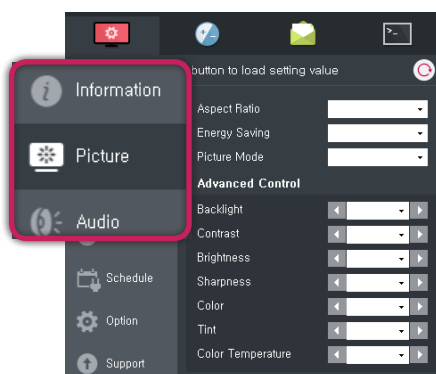 >-
button to load setting value
Information
Picture
Audio
Schedule
Option
Support
Aspect Ratio
Energy Saving
Picture Mode
Advanced Control
Backlight
Contrast
Brightness
Sharpness
Color
Tint
Color Temperature